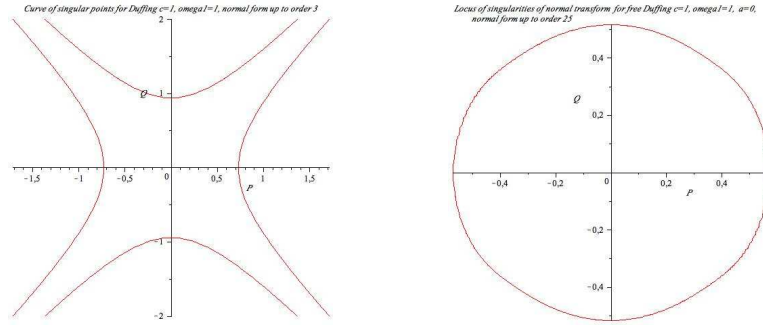 Curve of singular points for Duffing c=1, omega1=1, normal form up to order 3
2
Q
1
−1,5
−0,5
0
0,5
1
1,5
P
−1
−2
Locus of singularities of normal transform for free Duffing c=1, omega1=1, a=0,
normal form up to order 25
0,4
Q
0,2
−0,4
−0,2
0
0,2
0,4
P
−0,2
−0,4